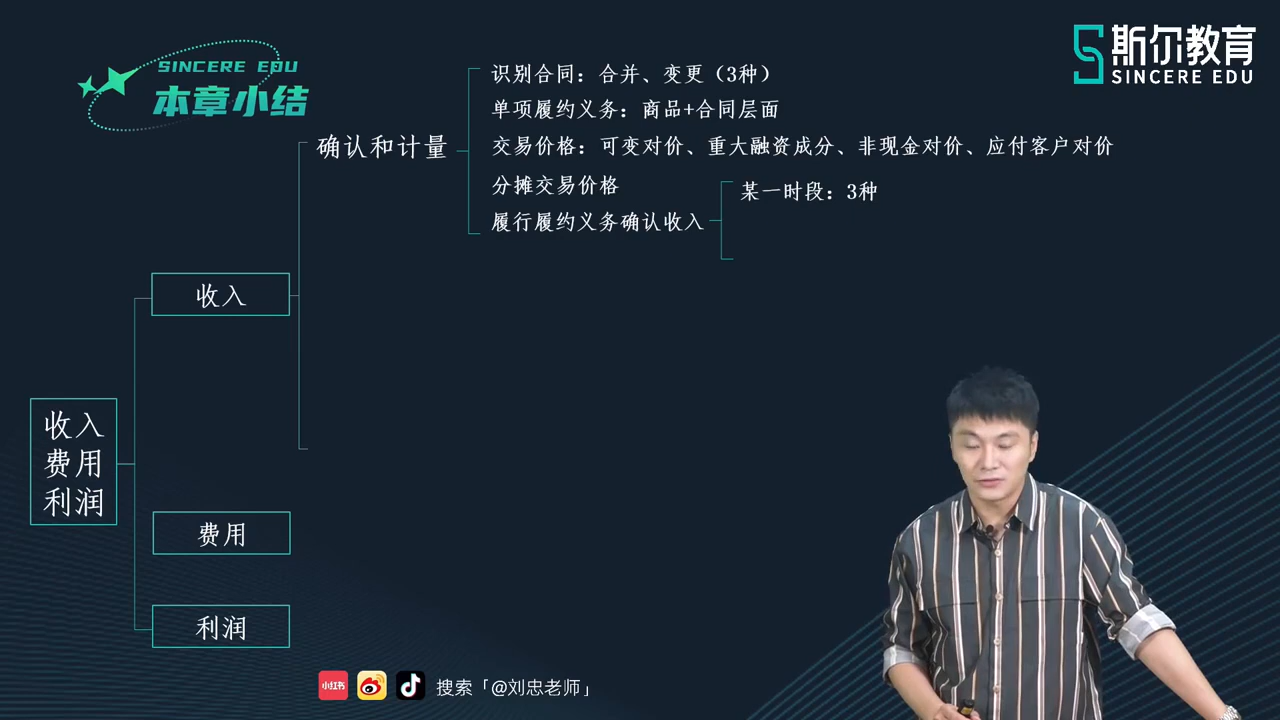 SINCERE EDU
本章小结
斯尔教育
SINCERE EDU
识别合同：合并、变更（3种）
单项履约义务：商品+合同层面
确认和计量
交易价格：可变对价、重大融资成分、非现金对价、应付客户对价
分摊交易价格
履行履约义务确认收入
某一时段：3种
收入
收入
费用
利润
费用
利润
小红书
搜索「@刘忠老师」